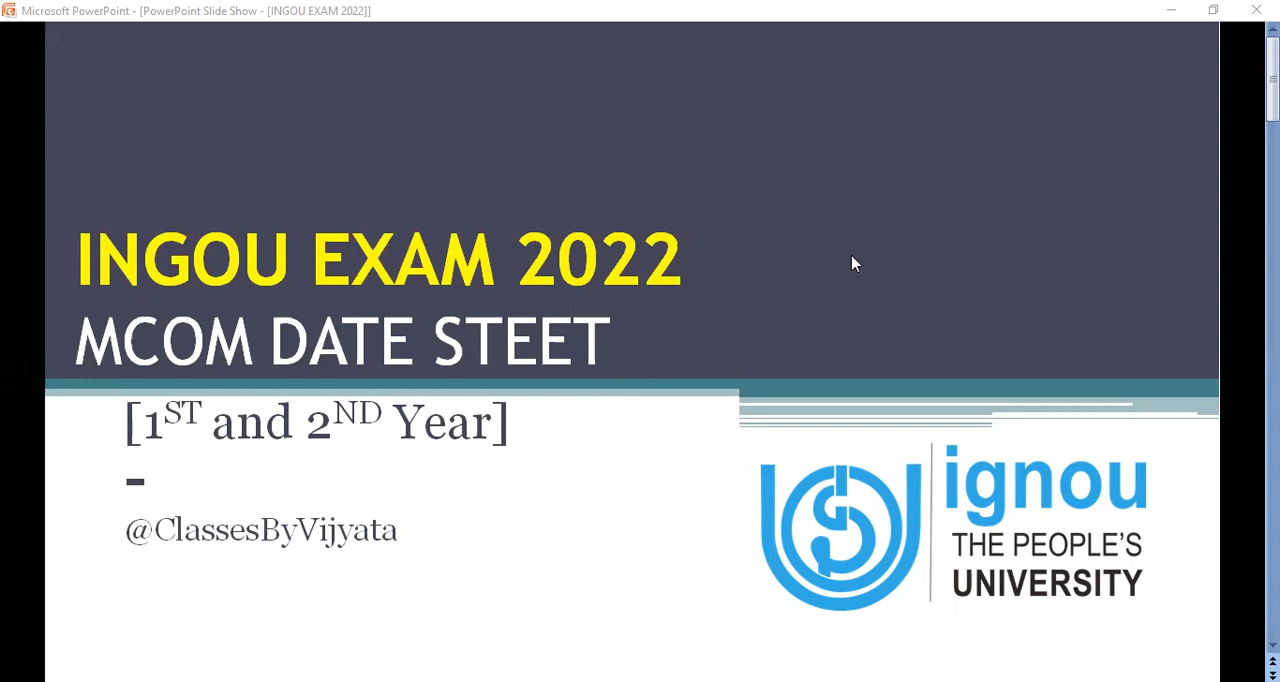 Microsoft PowerPoint - [PowerPoint Slide Show - [INGOU EXAM 2022]]
INGOU EXAM 2022
MCOM DATE STEET
[1ST and 2ND Year]
-
@ClassesByVijyata
ignou
THE PEOPLE'S
UNIVERSITY